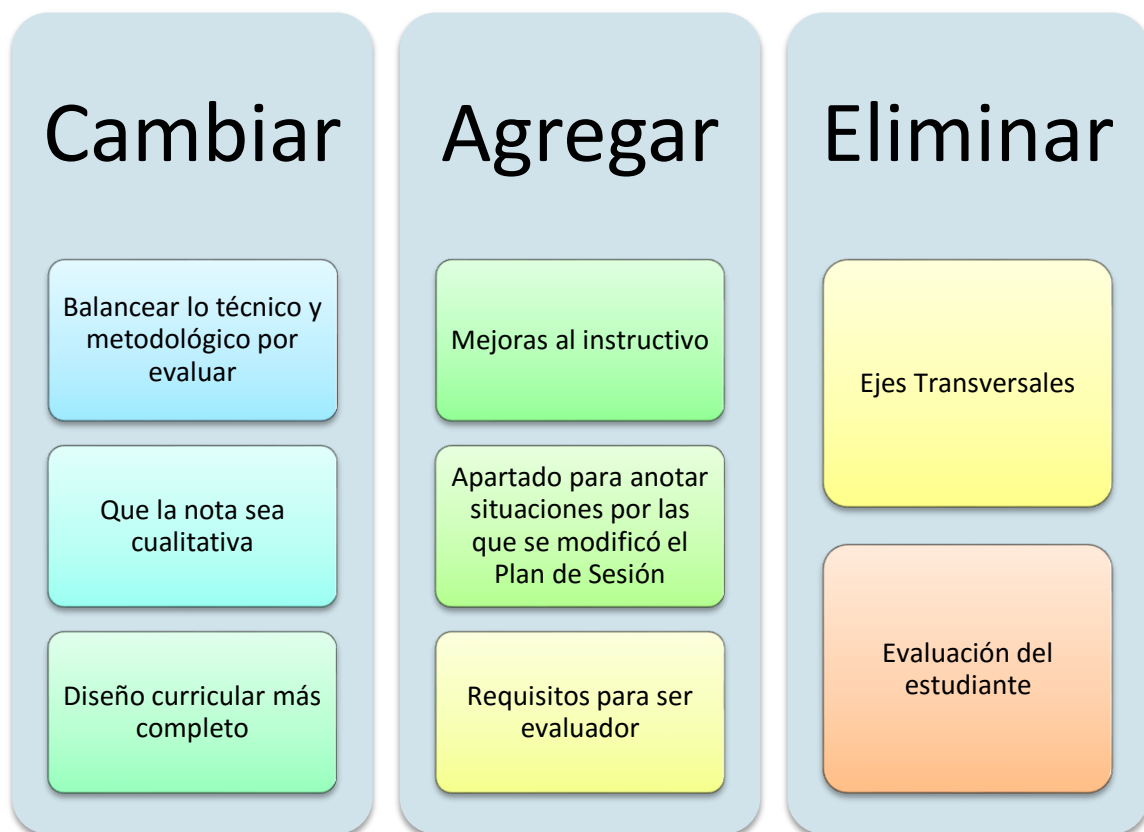 Cambiar
Balancear lo técnico y
metodológico por
evaluar
Que la nota sea
cualitativa
Diseño curricular más
completo
Agregar
Mejoras al instructivo
Apartado para anotar
situaciones por las
que se modificó el
Plan de Sesión
Requisitos para ser
evaluador
Eliminar
Ejes Transversales
Evaluación del
estudiante